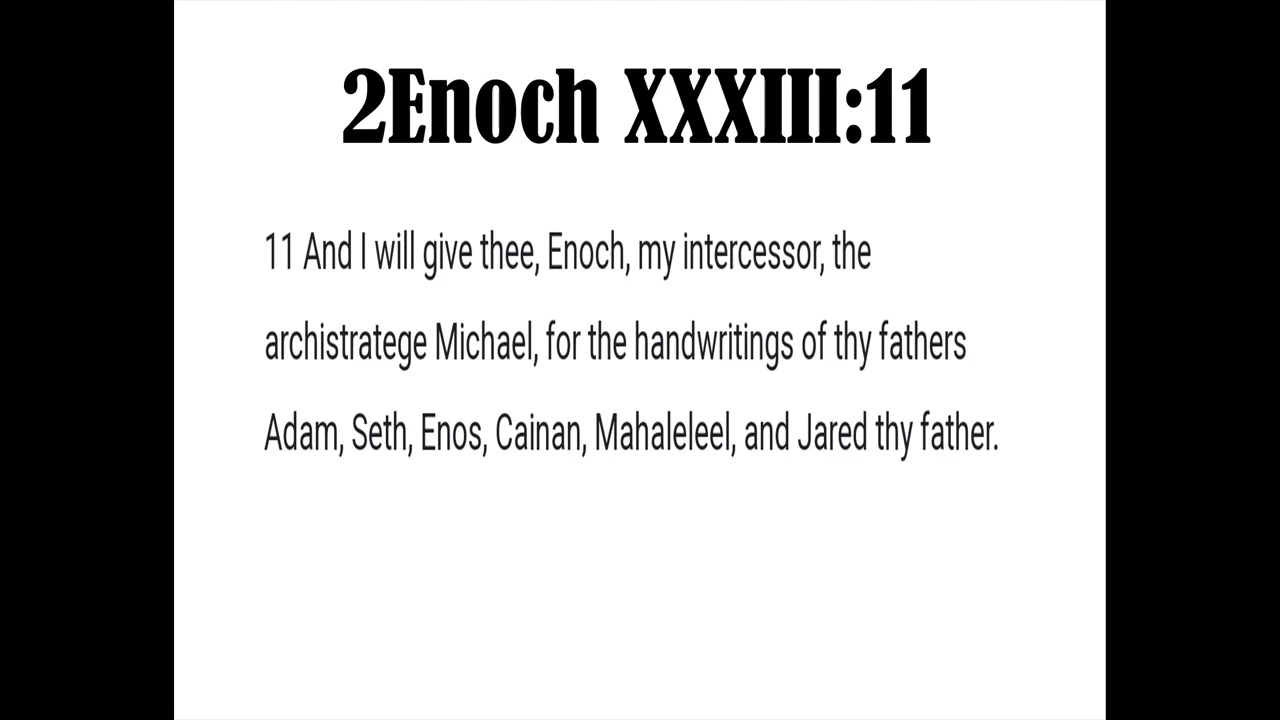 2Enoch XXXIII:11
11 And I will give thee, Enoch, my intercessor, the
archistratege Michael, for the handwritings of thy fathers
Adam, Seth, Enos, Cainan, Mahaleleel, and Jared thy father.